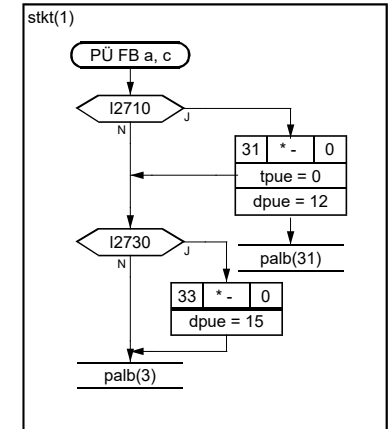 stkt(1)
PÜ FB a, c
I2710
N
J
31 * - 0
tpue = 0
dpue = 12
I2730
N
J
palb(31)
33 * - 0
dpue = 15
palb(3)